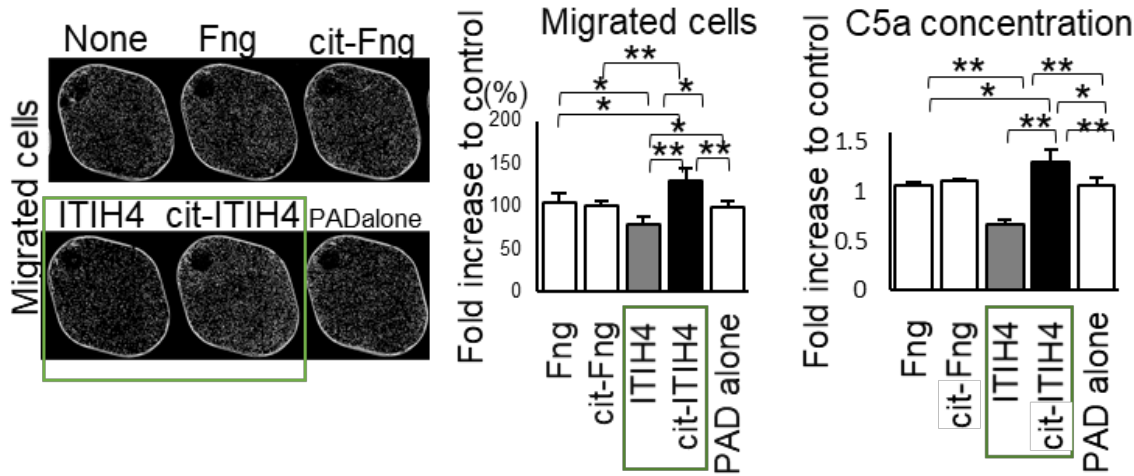 None Fng cit-Fng
Migrated cells
ITIH4 cit-ITIH4 PADalone
Migrated cells
Fold increase to control
(%)
**
*
*
*
*
**
**
200
150
100
50
0
Fng
cit-Fng
ITIH4
cit-ITIH4
PAD alone
C5a concentration
Fold increase to control
**
**
*
*
**
**
1.5
1
0.5
0
Fng
cit-Fng
ITIH4
cit-ITIH4
PAD alone